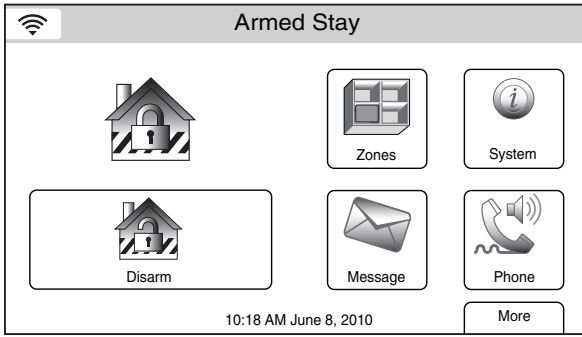 Armed Stay
Zones
System
Disarm
Message
Phone
10:18 AM June 8, 2010
More